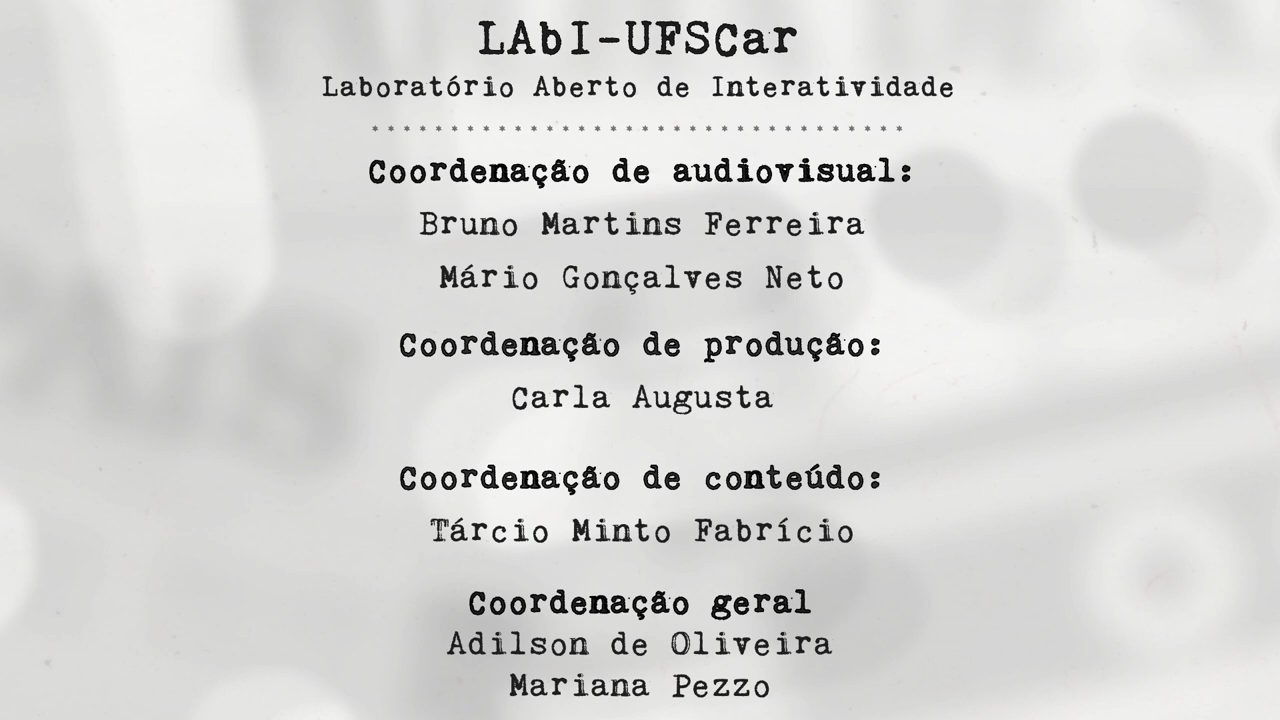 LAbI-UFSCar
Laboratório Aberto de Interatividade
Coordenação de audiovisual:
Bruno Martins Ferreira
Mário Gonçalves Neto
Coordenação de produção:
Carla Augusta
Coordenação de conteúdo:
Tárcio Minto Fabrício
Coordenação geral
Adilson de Oliveira
Mariana Pezzo